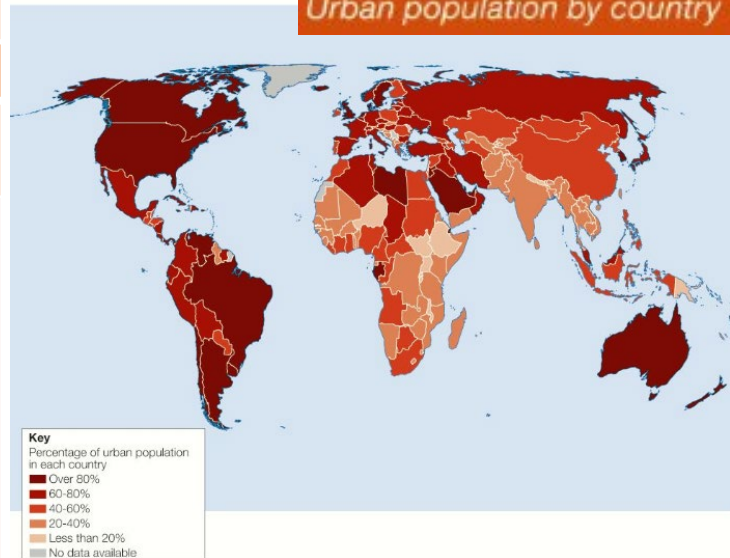 Urban population by country
Key
Percentage of urban population
in each country
Over 80%
60-80%
40-60%
20-40%
Less than 20%
No data available